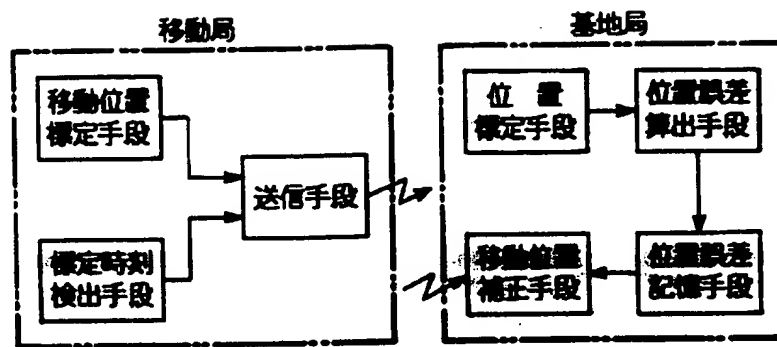 移動局
移動位置
標定手段
標定時刻
検出手段
送信手段
基地局
位 置
標定手段
位置誤差
算出手段
移動位置
補正手段
位置誤差
記憶手段